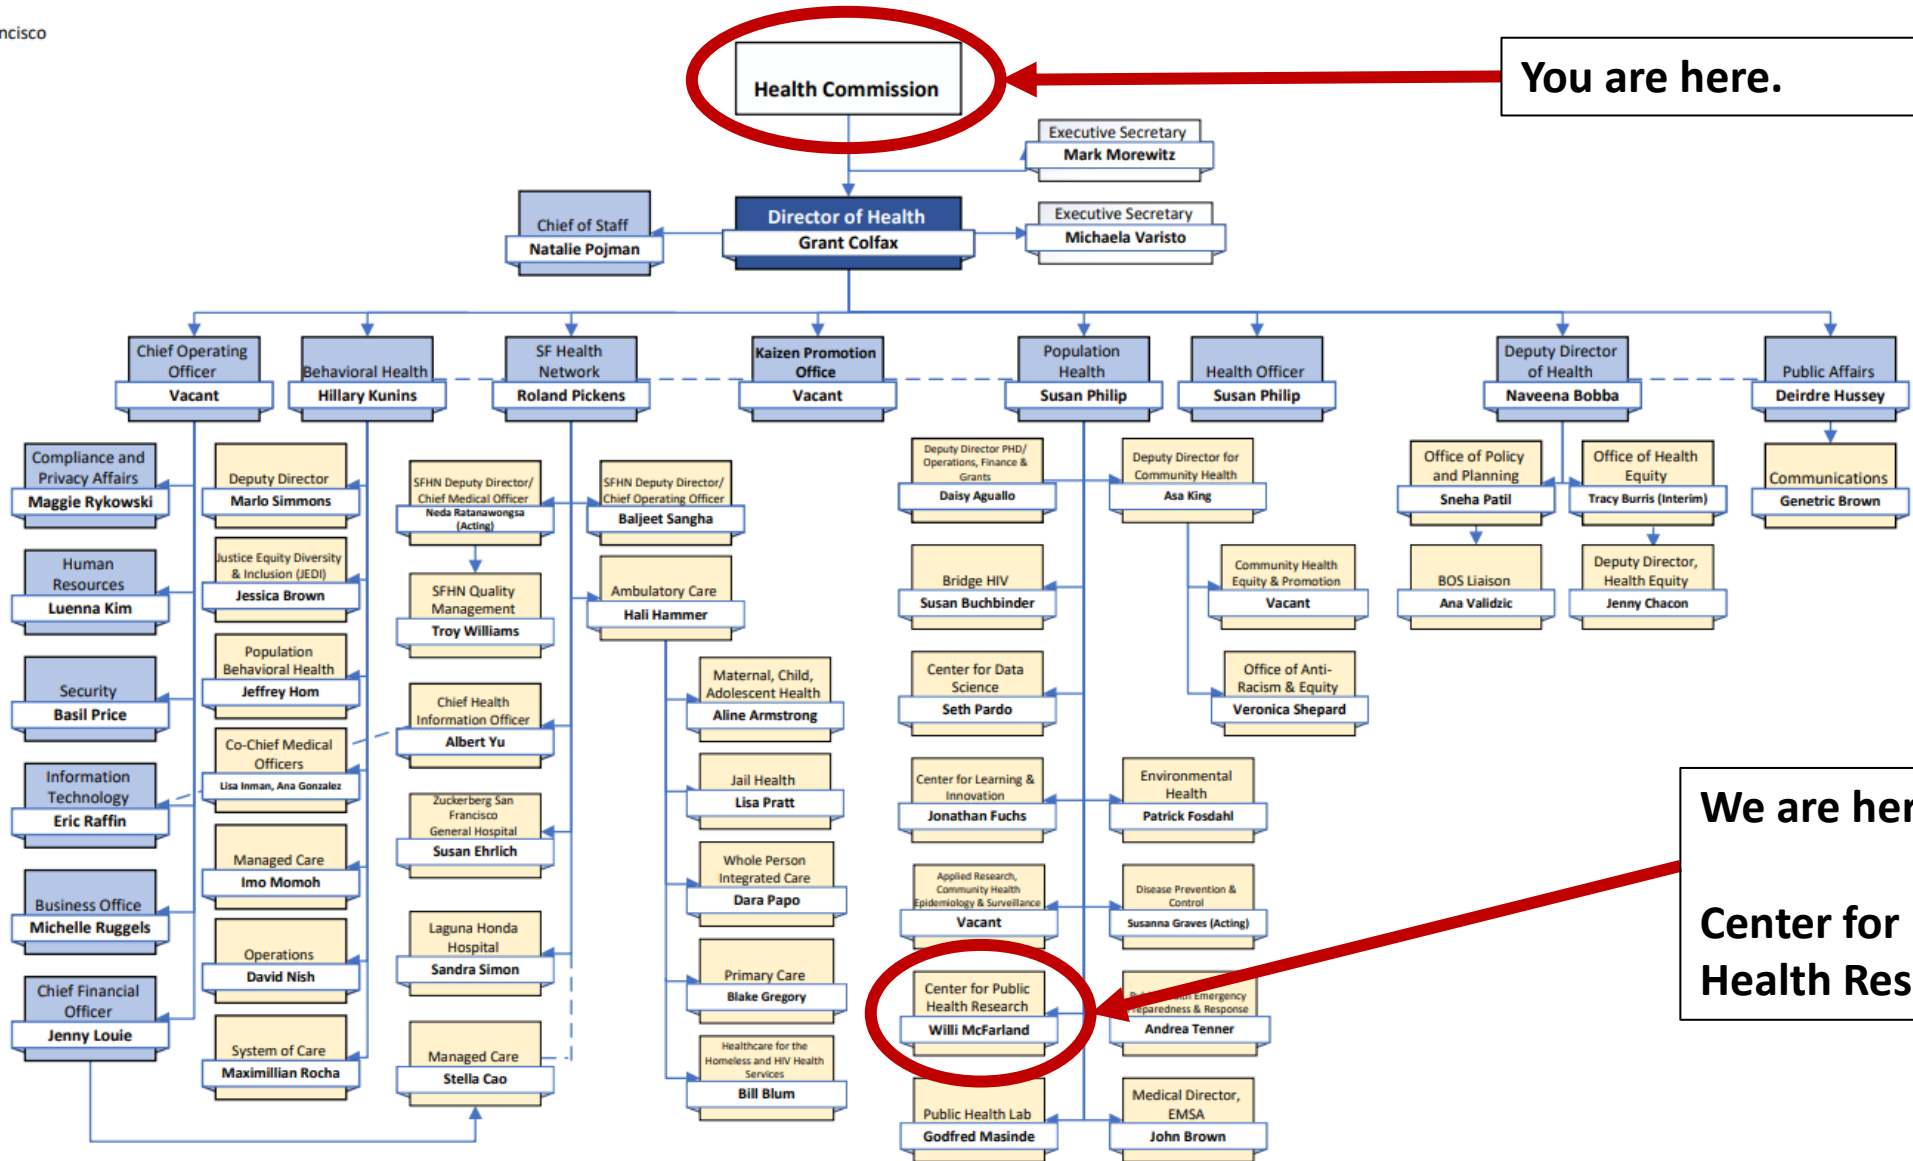 ncisco
Health Commission
You are here.
Executive Secretary
Mark Morewitz
Chief of Staff
Natalie Pojman
Director of Health
Grant Colfax
Executive Secretary
Michaela Varisto
Chief Operating
Officer
Vacant
Behavioral Health
Hillary Kunins
SF Health
Network
Roland Pickens
Kaizen Promotion
Office
Vacant
Population
Health
Susan Philip
Health Officer
Susan Philip
Deputy Director
of Health
Naveena Bobba
Public Affairs
Deirdre Hussey
Compliance and
Privacy Affairs
Maggie Rykowski
Human
Resources
Luenna Kim
Security
Basil Price
Information
Technology
Eric Raffin
Business Office
Michelle Ruggels
Chief Financial
Officer
Jenny Louie
Deputy Director
Marlo Simmons
Justice Equity Diversity
& Inclusion (JEDI)
Jessica Brown
Population
Behavioral Health
Jeffrey Hom
Co-Chief Medical
Officers
Lisa Inman, Ana Gonzalez
Managed Care
Imo Momoh
Operations
David Nish
System of Care
Maximillian Rocha
SFHN Deputy Director/
Chief Medical Officer
Neda Ratanawongsa
(Acting)
SFHN Deputy Director/
Chief Operating Officer
Baljeet Sangha
SFHN Quality
Management
Troy Williams
Ambulatory Care
Hali Hammer
Chief Health
Information Officer
Albert Yu
Zuckerberg San
Francisco
General Hospital
Susan Ehrlich
Laguna Honda
Hospital
Sandra Simon
Managed Care
Stella Cao
Maternal, Child,
Adolescent Health
Aline Armstrong
Jail Health
Lisa Pratt
Whole Person
Integrated Care
Dara Papo
Primary Care
Blake Gregory
Healthcare for the
Homeless and HIV Health
Services
Bill Blum
Deputy Director PHD/
Operations, Finance &
Grants
Daisy Aguallo
Deputy Director for
Community Health
Asa King
Bridge HIV
Susan Buchbinder
Community Health
Equity & Promotion
Vacant
Center for Data
Science
Seth Pardo
Office of Anti-
Racism & Equity
Veronica Shepard
Center for Learning &
Innovation
Jonathan Fuchs
Environmental
Health
Patrick Fosdahl
Applied Research,
Community Health
Epidemiology & Surveillance
Vacant
Disease Prevention &
Control
Susanna Graves (Acting)
Center for Public
Health Research
Willi McFarland
Emergency
Preparedness & Response
Andrea Tenner
Public Health Lab
Godfred Masinde
Medical Director,
EMSA
John Brown
Office of Policy
and Planning
Sneha Patil
Office of Health
Equity
Tracy Burris (Interim)
BOS Liaison
Ana Validzic
Deputy Director,
Health Equity
Jenny Chacon
Communications
Genetric Brown
We are her
Center for
Health Res